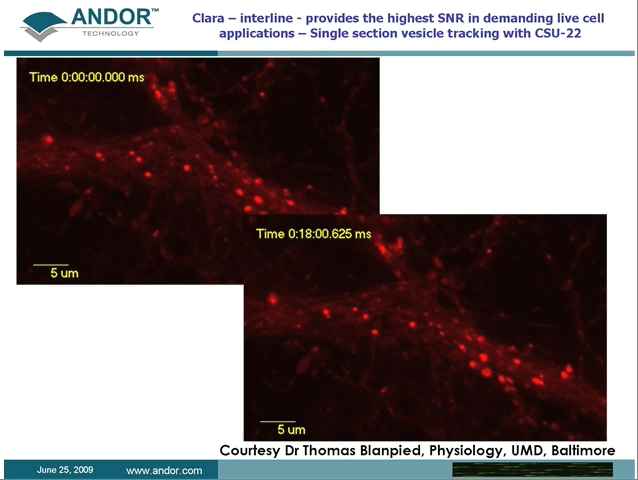 ANDOR™
TECHNOLOGY
Clara – interline - provides the highest SNR in demanding live cell
applications – Single section vesicle tracking with CSU-22
Time 0:00:00.000 ms
5 um
Time 0:18:00.625 ms
5 um
Courtesy Dr Thomas Blanpied, Physiology, UMD, Baltimore
June 25, 2009
www.andor.com